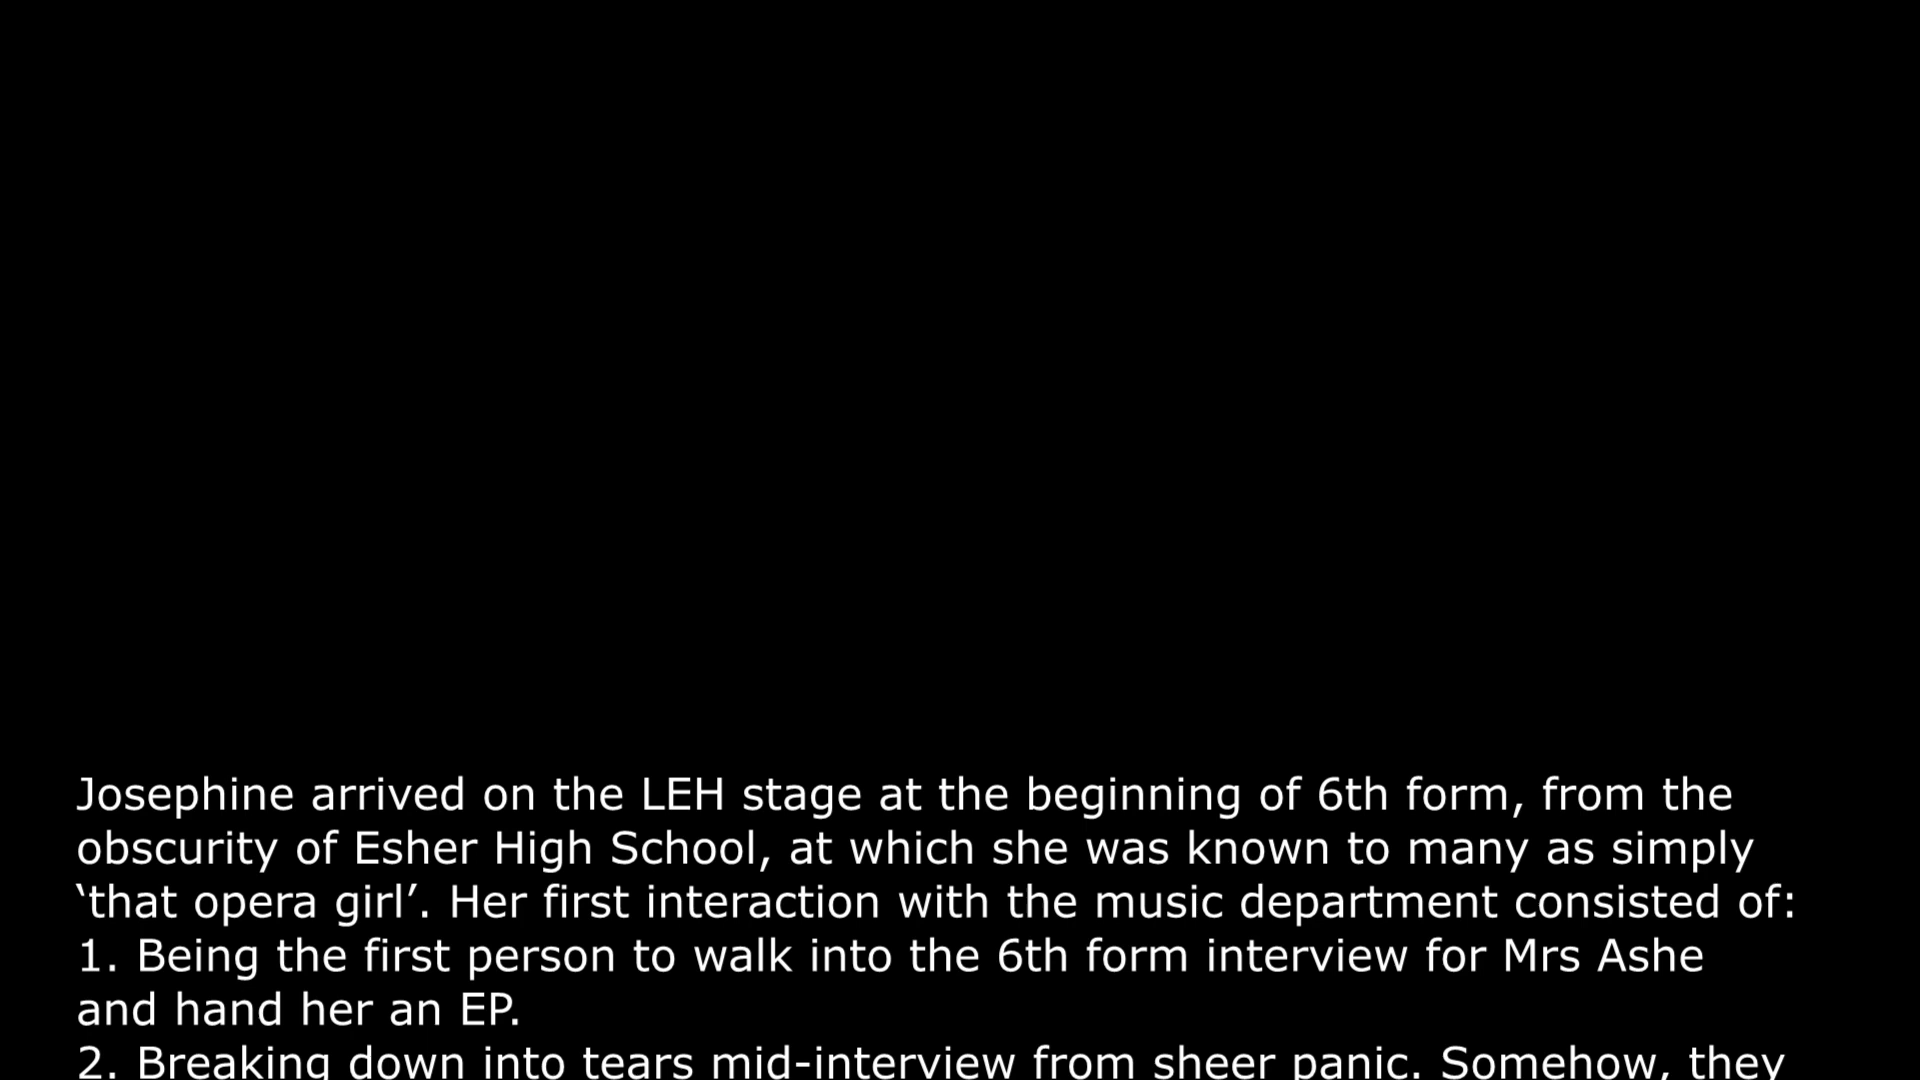 Josephine arrived on the LEH stage at the beginning of 6th form, from the
obscurity of Esher High School, at which she was known to many as simply
‘that opera girl’. Her first interaction with the music department consisted of:
1. Being the first person to walk into the 6th form interview for Mrs Ashe
and hand her an EP.
2. Breaking down into tears mid-interview from sheer panic. Somehow, they